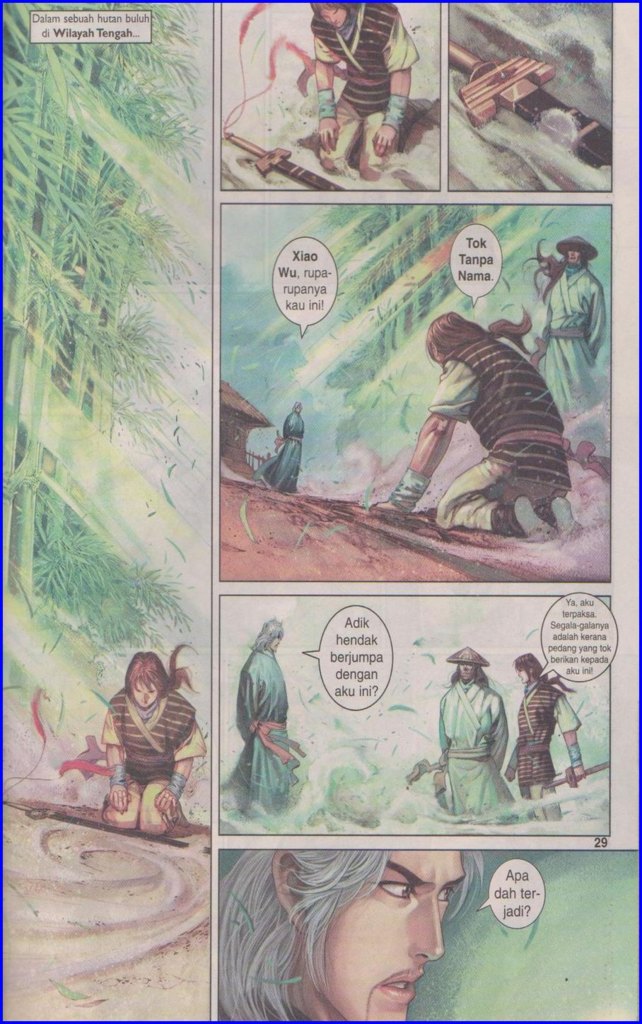 Dalam sebuah hutan buluh
di Wilayah Tengah...
Xiao
Wu, rupa-
rupanya
kau ini!
Tok
Tanpa
Nama.
Adik
hendak
berjumpa
dengan
aku ini?
Ya, aku
terpaksa.
Segala-galanya
adalah kerana
pedang yang tok
berikan kepada
aku ini!
29
Apa
dah ter-
jadi?